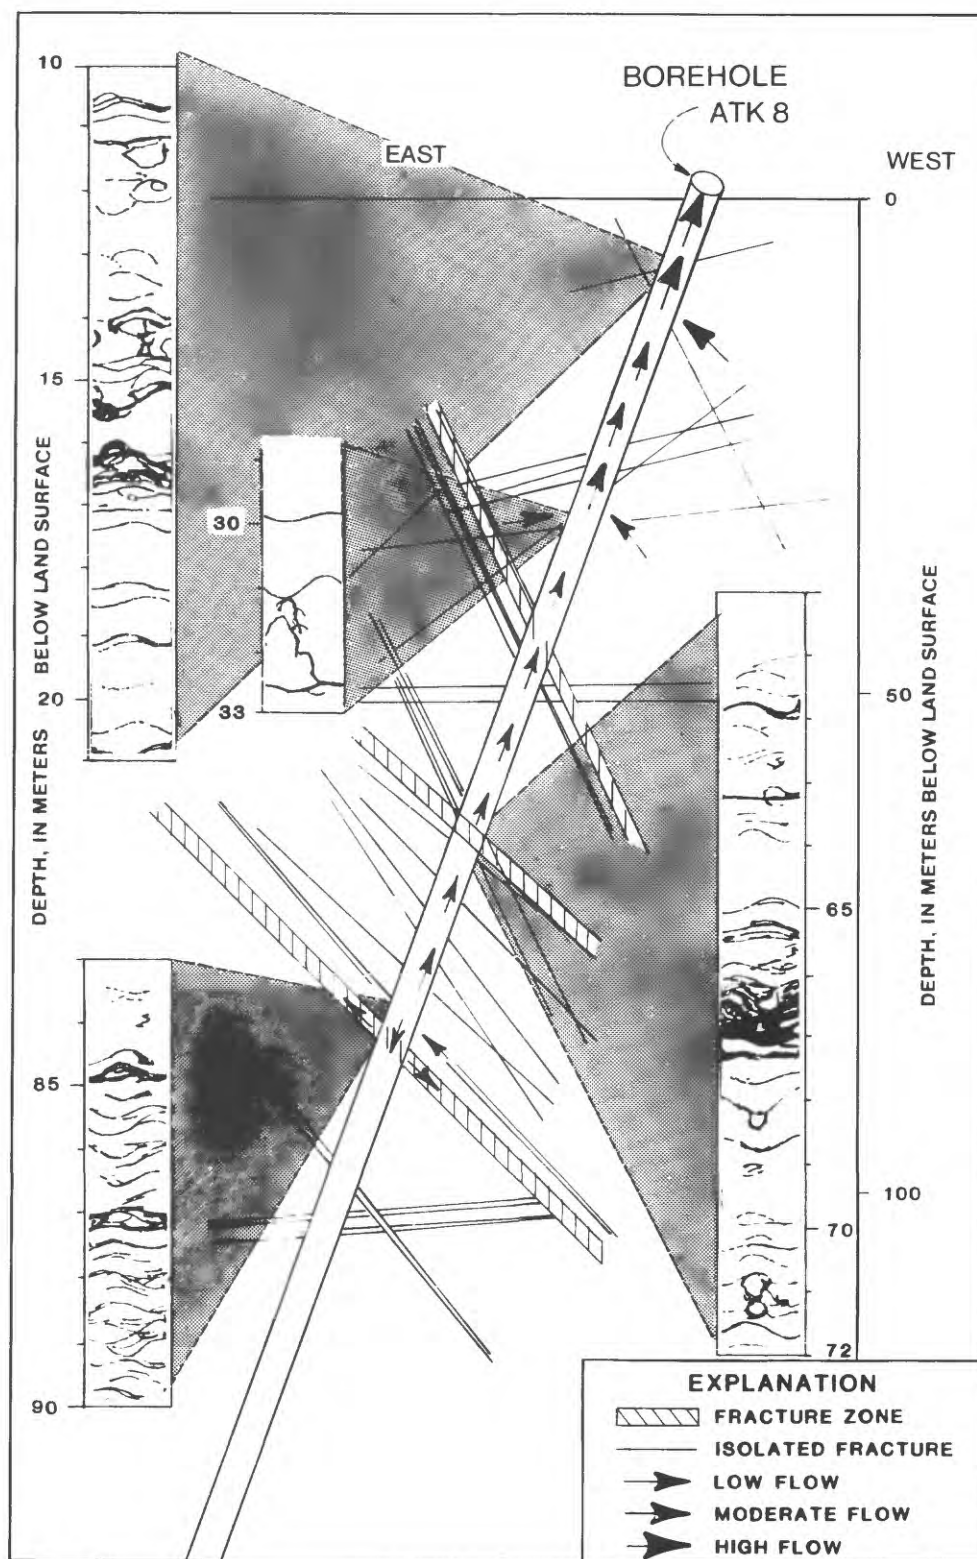 10
BOREHOLE
ATK 8
EAST
WEST
0
15
30
DEPTH, IN METERS BELOW LAND SURFACE
20
33
50
65
DEPTH, IN METERS BELOW LAND SURFACE
85
100
70
72
90
EXPLANATION
FRACTURE ZONE
ISOLATED FRACTURE
LOW FLOW
MODERATE FLOW
HIGH FLOW